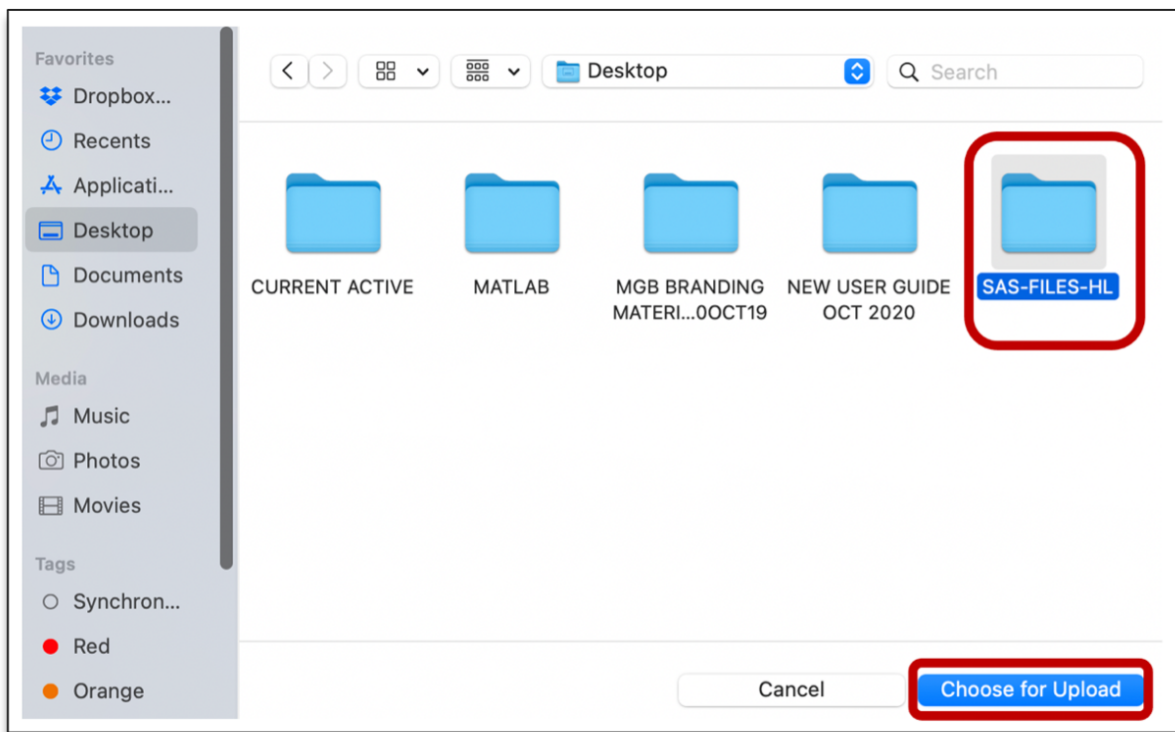 Favorites
Dropbox...
Recents
Applicati...
Desktop
Documents
Downloads
Media
Music
Photos
Movies
Tags
Synchron...
Red
Orange
Desktop
Search
CURRENT ACTIVE
MATLAB
MGB BRANDING
MATERI...0OCT19
NEW USER GUIDE
OCT 2020
SAS-FILES-HL
Cancel
Choose for Upload